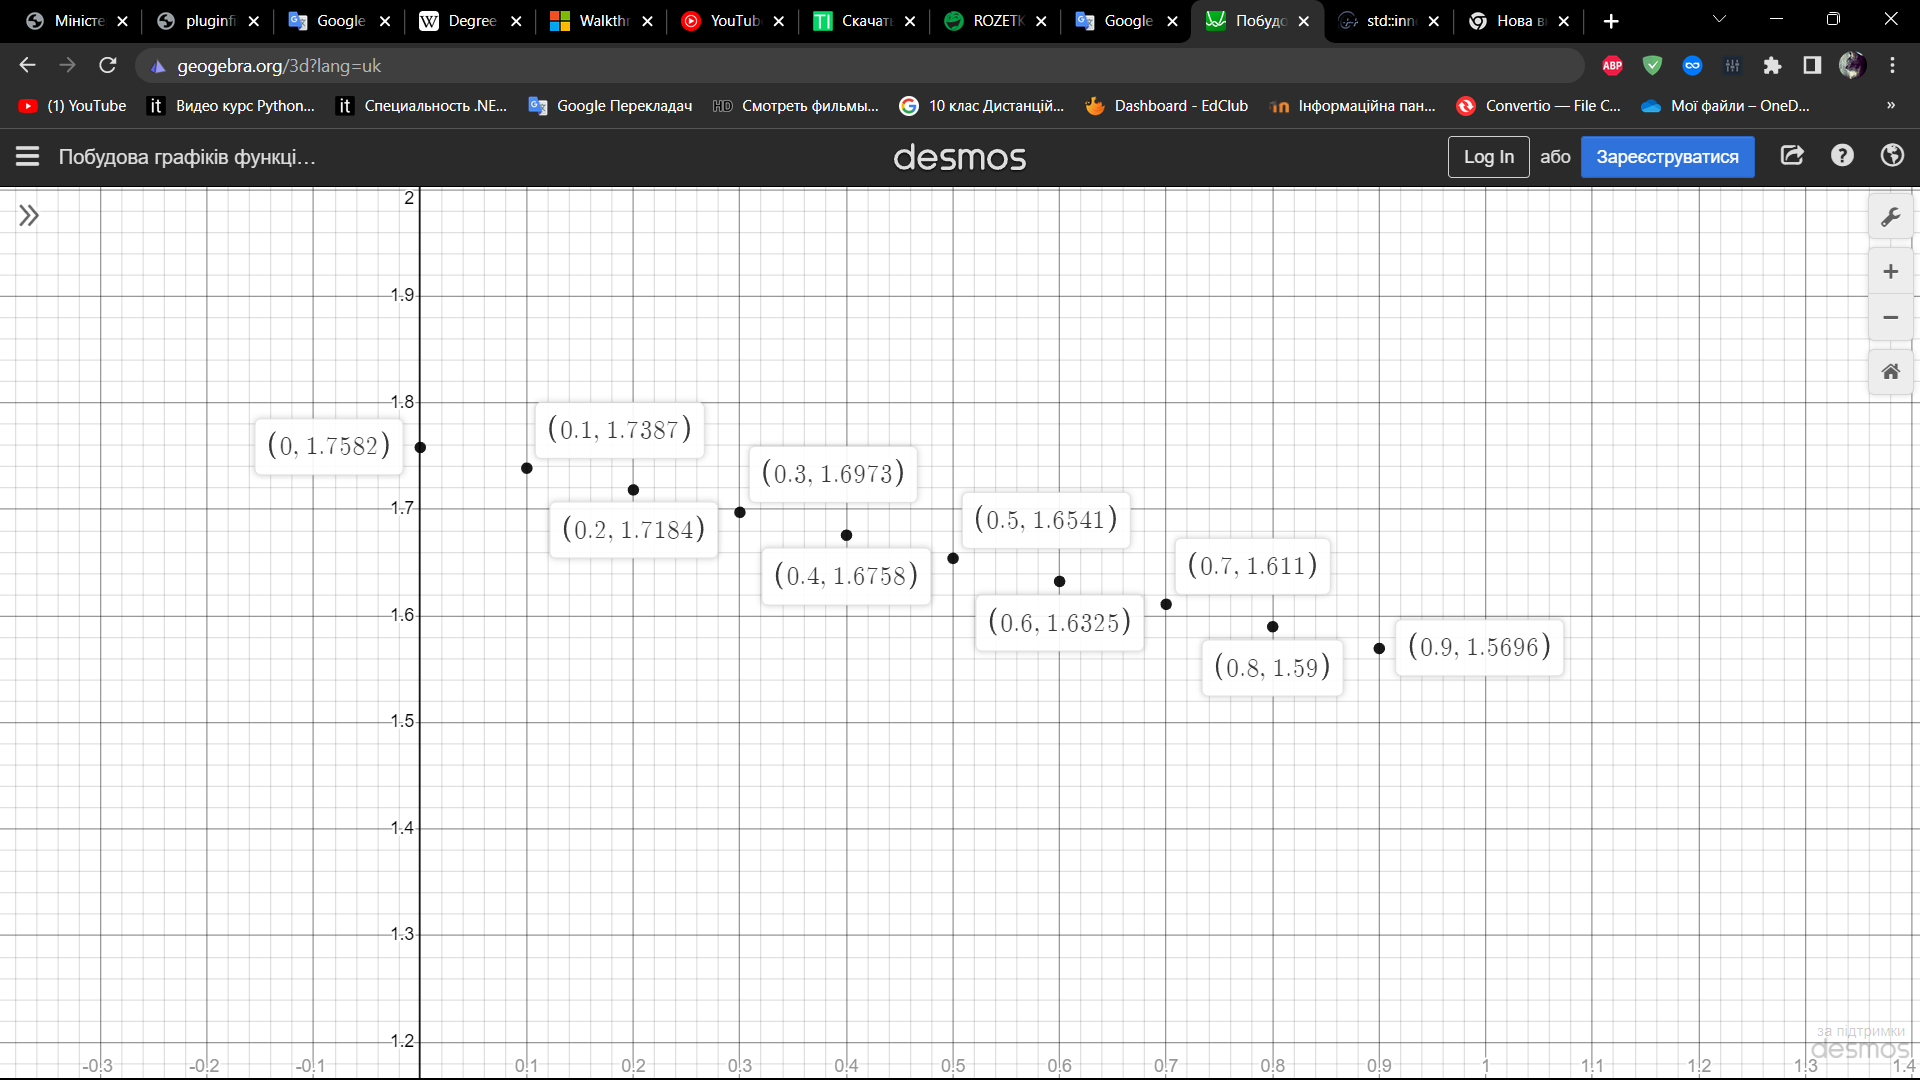 Міністе
pluginfi
Google
Degree
Walkthr
YouTub
Скачат
ROZETK
Google
Побудо
std::inn
Нова в
geogebra.org/3d?lang=uk
ABP
(1) YouTube
it Видео курс Python...
it Специальность .NE...
Google Перекладач
HD Смотреть фильмы...
10 клас Дистанцій...
Dashboard - EdClub
Інформаційна пан...
Convertio — File C...
Мої файли – OneD...
»
Побудова графіків функці...
desmos
Log In
або
Зареєструватися
2
1.9
1.8
(0, 1.7582)
(0.1, 1.7387)
(0.3, 1.6973)
1.7
(0.2, 1.7184)
(0.5, 1.6541)
(0.4, 1.6758)
(0.7, 1.611)
1.6
(0.6, 1.6325)
(0.9, 1.5696)
(0.8, 1.59)
1.5
1.4
1.3
1.2
за підтримки
desmos
-0.3 -0.2 -0.1 0.1 0.2 0.3 0.4 0.5 0.6 0.7 0.8 0.9 1 1.1 1.2 1.3 1.4